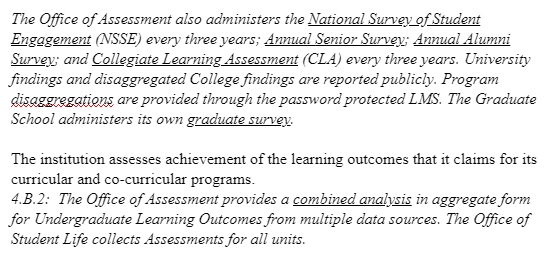 The Office of Assessment also administers the National Survey of Student
Engagement (NSSE) every three years; Annual Senior Survey; Annual Alumni
Survey; and Collegiate Learning Assessment (CLA) every three years. University
findings and disaggregated College findings are reported publicly. Program
disaggregations are provided through the password protected LMS. The Graduate
School administers its own graduate survey.
The institution assesses achievement of the learning outcomes that it claims for its
curricular and co-curricular programs.
4.B.2:  The Office of Assessment provides a combined analysis in aggregate form
for Undergraduate Learning Outcomes from multiple data sources. The Office of
Student Life collects Assessments for all units.